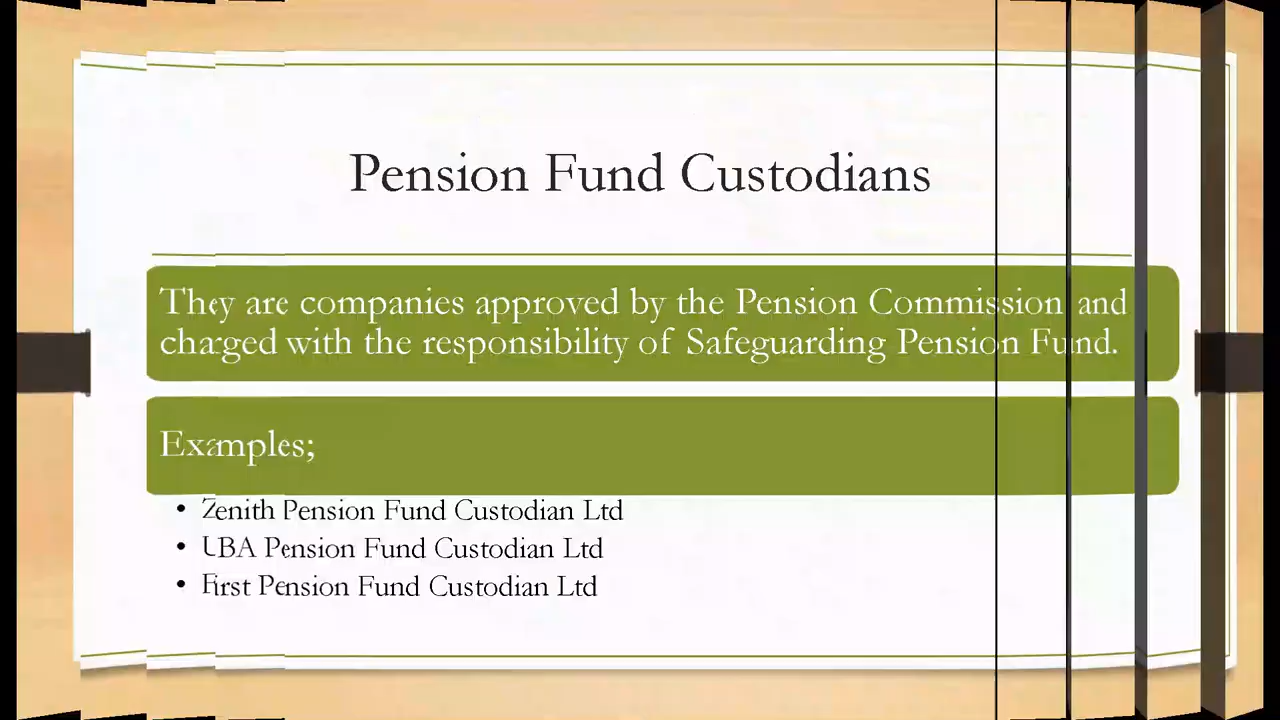 Pension Fund Custodians
They are companies approved by the Pension Commission and
charged with the responsibility of Safeguarding Pension Fund.
Examples;
• Zenith Pension Fund Custodian Ltd
• UBA Pension Fund Custodian Ltd
• First Pension Fund Custodian Ltd